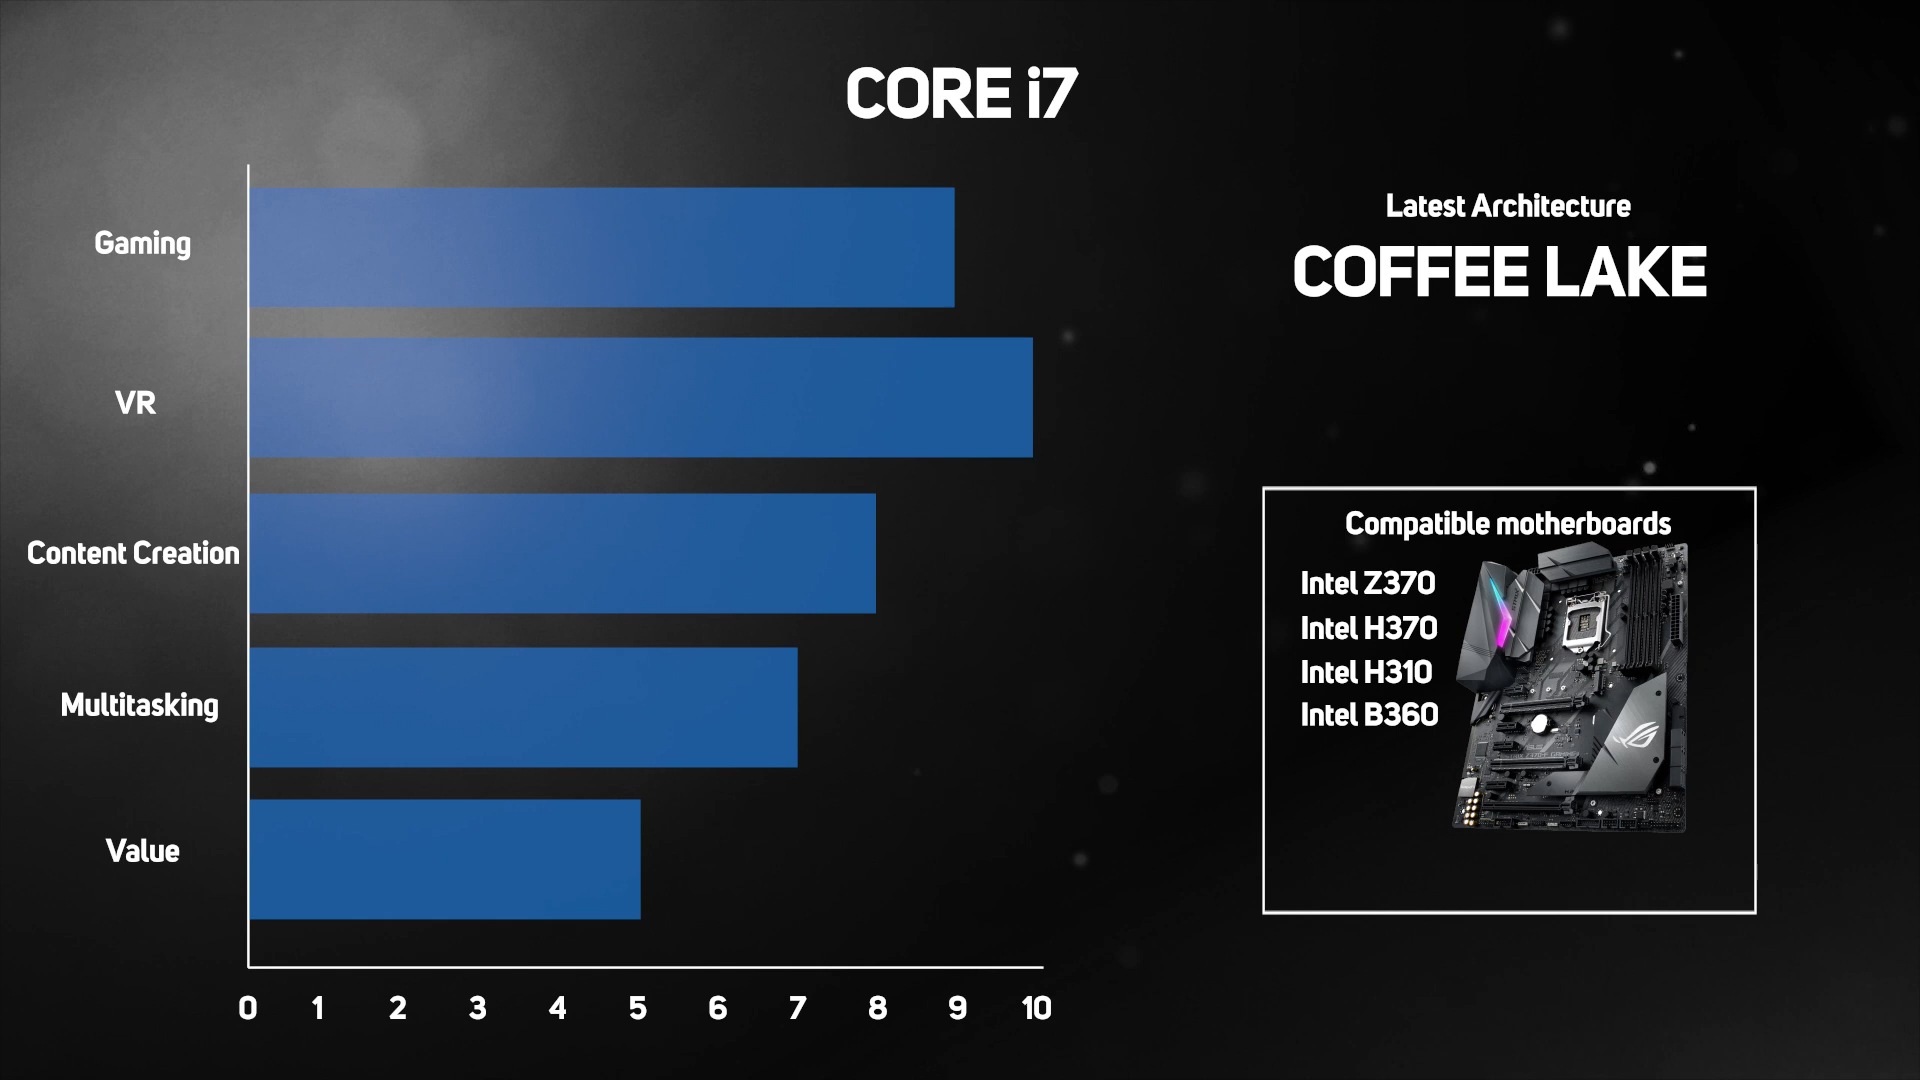 CORE i7
Gaming
VR
Content Creation
Multitasking
Value
0 1 2 3 4 5 6 7 8 9 10
Latest Architecture
COFFEE LAKE
Compatible motherboards
Intel Z370
Intel H370
Intel H310
Intel B360